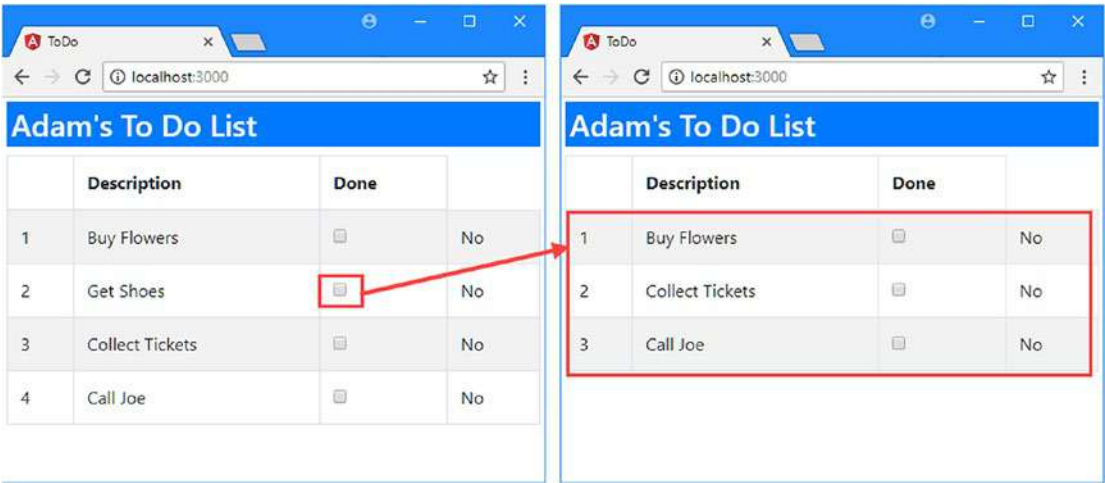 ToDo
localhost:3000
Adam's To Do List
Description Done
1 Buy Flowers No
2 Get Shoes No
3 Collect Tickets No
4 Call Joe No
ToDo
localhost:3000
Adam's To Do List
Description Done
1 Buy Flowers No
2 Collect Tickets No
3 Call Joe No